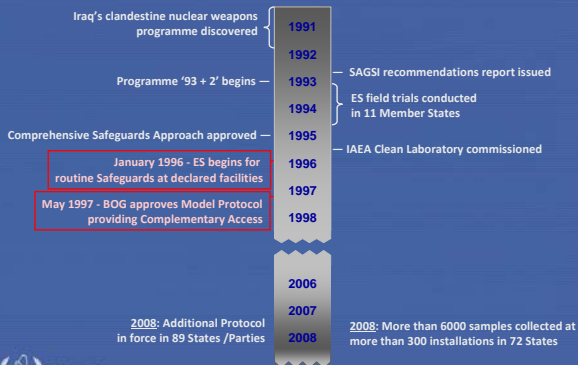 Iraq's clandestine nuclear weapons
programme discovered
1991
1992
SAGSI recommendations report issued
Programme '93 + 2' begins
1993
ES field trials conducted
in 11 Member States
1994
Comprehensive Safeguards Approach approved
1995
IAEA Clean Laboratory commissioned
January 1996 - ES begins for
routine Safeguards at declared facilities
1996
1997
May 1997 - BOG approves Model Protocol
providing Complementary Access
1998
2006
2007
2008: Additional Protocol
in force in 89 States /Parties
2008
2008: More than 6000 samples collected at
more than 300 installations in 72 States